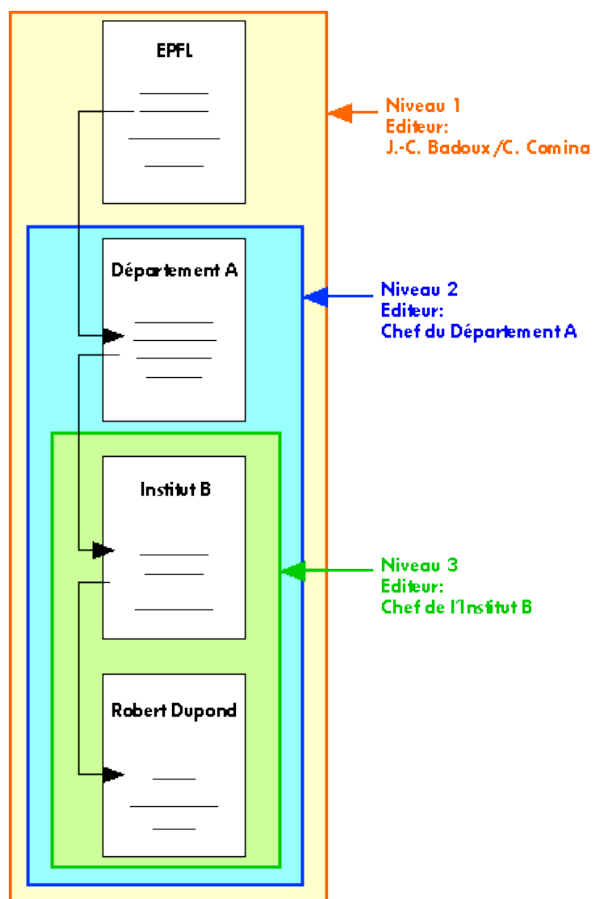 EPFL
Niveau 1
Editeur:
J.-C. Badoux/C. Comina
Département A
Niveau 2
Editeur:
Chef du Département A
Institut B
Niveau 3
Editeur:
Chef de l'Institut B
Robert Dupond